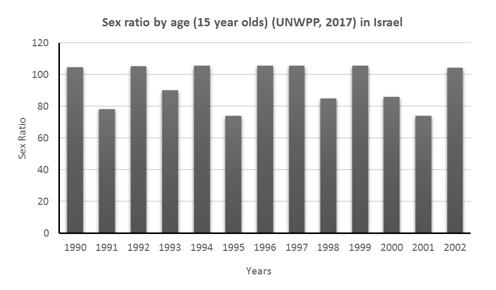 Sex ratio by age (15 year olds) (UNWPP, 2017) in Israel
120
100
80
60
40
20
0
Sex Ratio
1990 1991 1992 1993 1994 1995 1996 1997 1998 1999 2000 2001 2002
Years